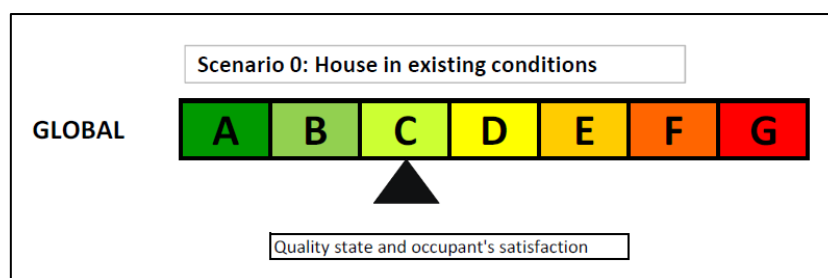 Scenario 0: House in existing conditions
GLOBAL A B C D E F G
Quality state and occupant's satisfaction